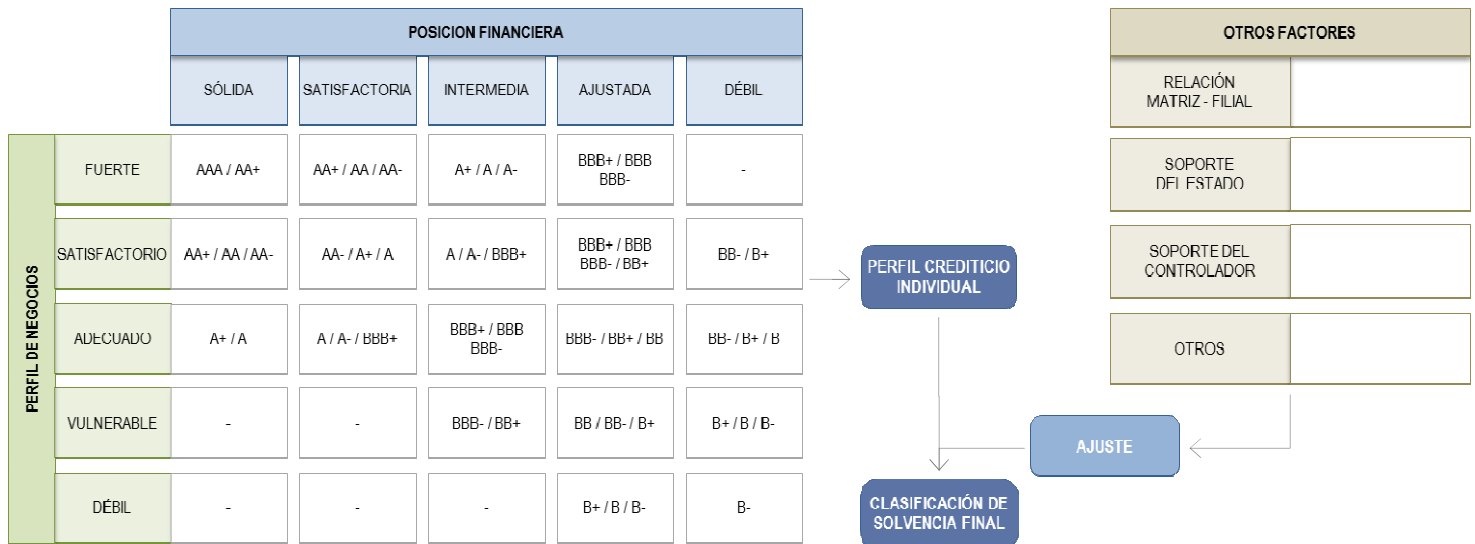 POSICION FINANCIERA
SÓLIDA
SATISFACTORIA
INTERMEDIA
AJUSTADA
DÉBIL
PERFIL DE NEGOCIOS
FUERTE
AAA / AA+
AA+ / AA / AA-
A+ / A / A-
BBB+ / BBB
BBB-
-
SATISFACTORIO
AA+ / AA / AA-
AA- / A+ / A
A / A- / BBB+
BBB+ / BBB
BBB- / BB+
BB- / B+
ADECUADO
A+ / A
A / A- / BBB+
BBB+ / BBB
BBB-
BBB- / BB+ / BB
BB- / B+ / B
VULNERABLE
-
-
BBB- / BB+
BB / BB- / B+
B+ / B / B-
DÉBIL
-
-
-
B+ / B / B-
B-
PERFIL CREDITICIO
INDIVIDUAL
CLASIFICACIÓN DE
SOLVENCIA FINAL
AJUSTE
OTROS FACTORES
RELACIÓN
MATRIZ - FILIAL
SOPORTE
DEL ESTADO
SOPORTE DEL
CONTROLADOR
OTROS